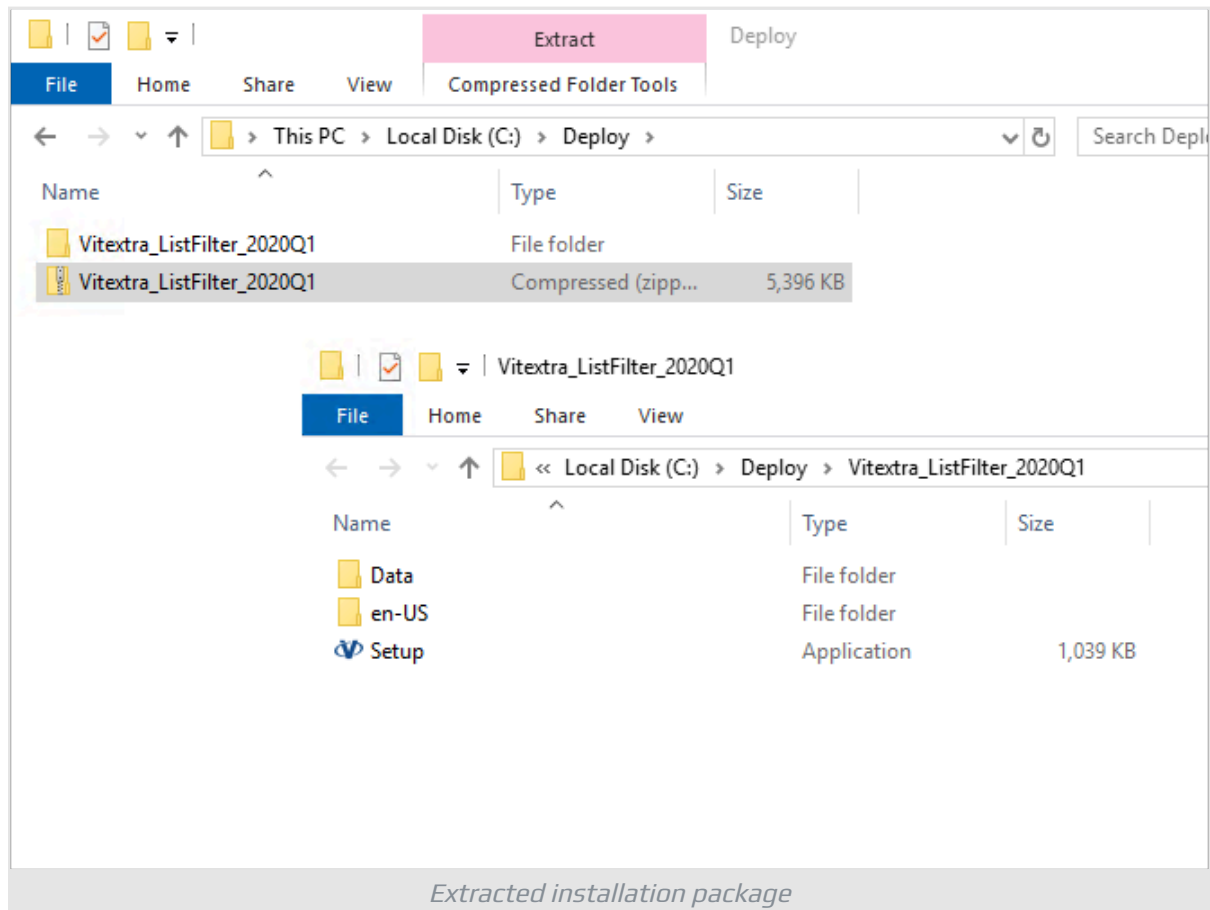 Extract Deploy
File Home Share View Compressed Folder Tools
This PC > Local Disk (C:) > Deploy > Search Depl
Name Type Size
Vitextra_ListFilter_2020Q1 File folder
Vitextra_ListFilter_2020Q1 Compressed (zipp... 5,396 KB
Vitextra_ListFilter_2020Q1
File Home Share View
« Local Disk (C:) > Deploy > Vitextra_ListFilter_2020Q1
Name Type Size
Data File folder
en-US File folder
Setup Application 1,039 KB
Extracted installation package